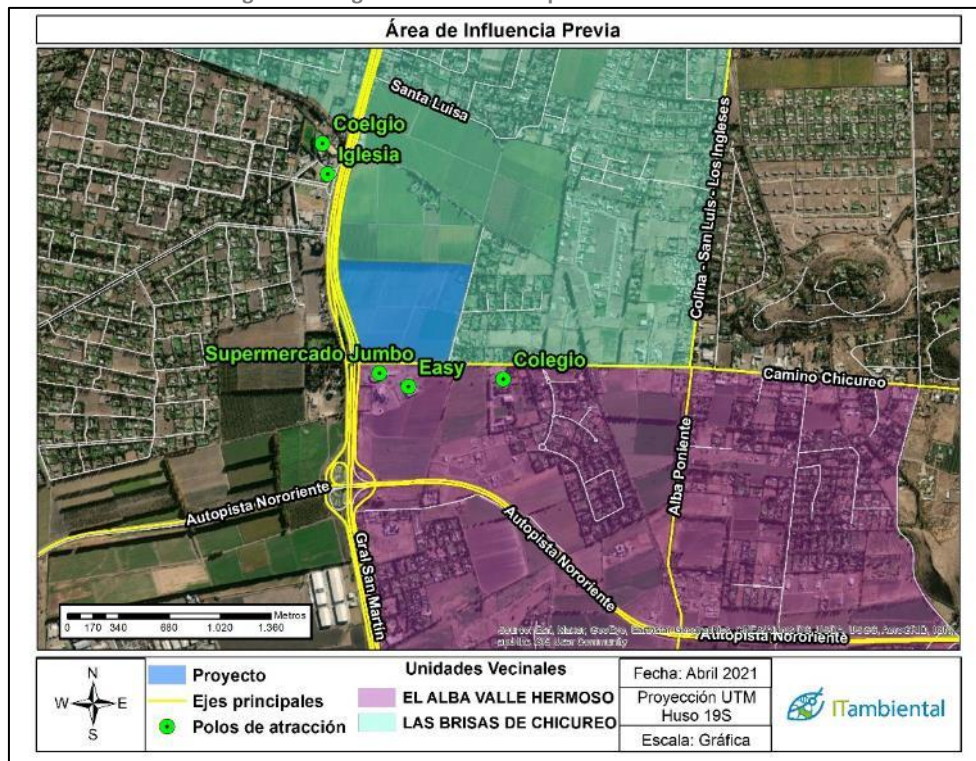 Área de Influencia Previa
Santa Luisa
Coelgio
Iglesia
Colina - San Luis - Los Ingleses
Supermercado Jumbo
Easy
Colegio
Camino Chicureo
Alba Poniente
Autopista Nororiente
Autopista Nororiente
Gral San Martin
Autopista Nororiente
Metros
0 170 340 680 1.020 1.360
N
W E
S
Proyecto
Ejes principales
Polos de atracción
Unidades Vecinales
EL ALBA VALLE HERMOSO
LAS BRISAS DE CHICUREO
Fecha: Abril 2021
Proyección UTM
Huso 19S
Escala: Gráfica
ITambiental